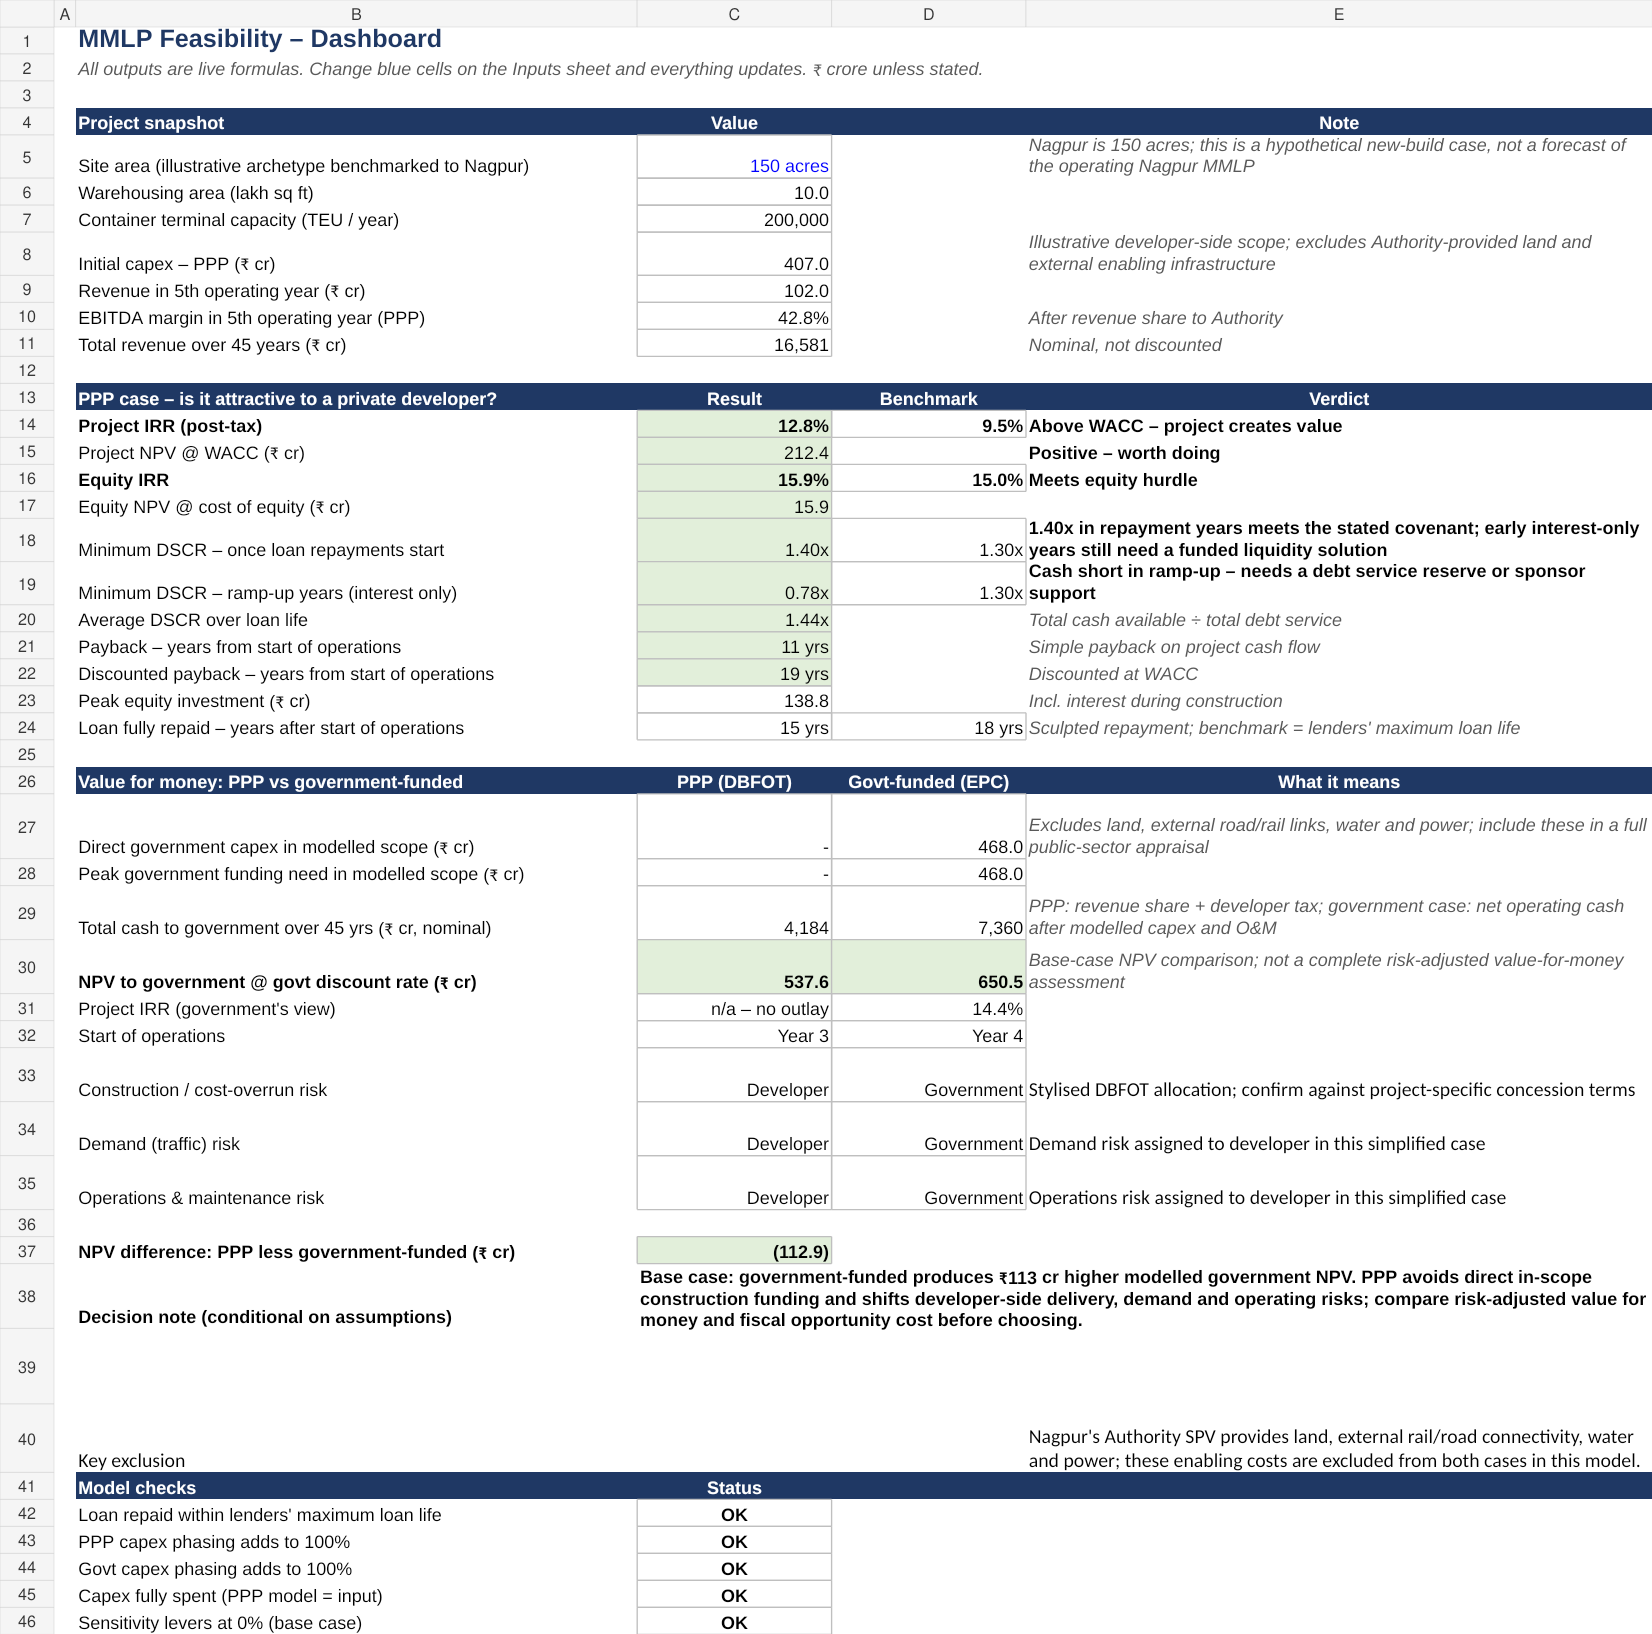 A B C D E
1 MMLP Feasibility – Dashboard
2 All outputs are live formulas. Change blue cells on the Inputs sheet and everything updates. ₹ crore unless stated.
3
4 Project snapshot Value Note
5 Site area (illustrative archetype benchmarked to Nagpur) 150 acres Nagpur is 150 acres; this is a hypothetical new-build case, not a forecast of
the operating Nagpur MMLP
6 Warehousing area (lakh sq ft) 10.0
7 Container terminal capacity (TEU / year) 200,000
8 Initial capex – PPP (₹ cr) 407.0 Illustrative developer-side scope; excludes Authority-provided land and
external enabling infrastructure
9 Revenue in 5th operating year (₹ cr) 102.0
10 EBITDA margin in 5th operating year (PPP) 42.8% After revenue share to Authority
11 Total revenue over 45 years (₹ cr) 16,581 Nominal, not discounted
12
13 PPP case – is it attractive to a private developer? Result Benchmark Verdict
14 Project IRR (post-tax) 12.8% 9.5% Above WACC – project creates value
15 Project NPV @ WACC (₹ cr) 212.4 Positive – worth doing
16 Equity IRR 15.9% 15.0% Meets equity hurdle
17 Equity NPV @ cost of equity (₹ cr) 15.9
18 Minimum DSCR – once loan repayments start 1.40x 1.30x 1.40x in repayment years meets the stated covenant; early interest-only
years still need a funded liquidity solution
19 Minimum DSCR – ramp-up years (interest only) 0.78x 1.30x Cash short in ramp-up – needs a debt service reserve or sponsor
support
20 Average DSCR over loan life 1.44x Total cash available ÷ total debt service
21 Payback – years from start of operations 11 yrs Simple payback on project cash flow
22 Discounted payback – years from start of operations 19 yrs Discounted at WACC
23 Peak equity investment (₹ cr) 138.8 Incl. interest during construction
24 Loan fully repaid – years after start of operations 15 yrs 18 yrs Sculpted repayment; benchmark = lenders' maximum loan life
25
26 Value for money: PPP vs government-funded PPP (DBFOT) Govt-funded (EPC) What it means
27 Direct government capex in modelled scope (₹ cr) - 468.0 Excludes land, external road/rail links, water and power; include these in a full
public-sector appraisal
28 Peak government funding need in modelled scope (₹ cr) - 468.0
29 Total cash to government over 45 yrs (₹ cr, nominal) 4,184 7,360 PPP: revenue share + developer tax; government case: net operating cash
after modelled capex and O&M
30 NPV to government @ govt discount rate (₹ cr) 537.6 650.5 Base-case NPV comparison; not a complete risk-adjusted value-for-money
assessment
31 Project IRR (government's view) n/a – no outlay 14.4%
32 Start of operations Year 3 Year 4
33 Construction / cost-overrun risk Developer Government Stylised DBFOT allocation; confirm against project-specific concession terms
34 Demand (traffic) risk Developer Government Demand risk assigned to developer in this simplified case
35 Operations & maintenance risk Developer Government Operations risk assigned to developer in this simplified case
36
37 NPV difference: PPP less government-funded (₹ cr) (112.9)
38 Decision note (conditional on assumptions) Base case: government-funded produces ₹113 cr higher modelled government NPV. PPP avoids direct in-scope
construction funding and shifts developer-side delivery, demand and operating risks; compare risk-adjusted value for
money and fiscal opportunity cost before choosing.
39
40 Key exclusion Nagpur's Authority SPV provides land, external rail/road connectivity, water
and power; these enabling costs are excluded from both cases in this model.
41 Model checks Status
42 Loan repaid within lenders' maximum loan life OK
43 PPP capex phasing adds to 100% OK
44 Govt capex phasing adds to 100% OK
45 Capex fully spent (PPP model = input) OK
46 Sensitivity levers at 0% (base case) OK